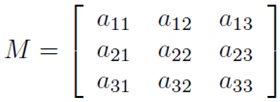 M = [ a11 a12 a13
a21 a22 a23
a31 a32 a33 ]